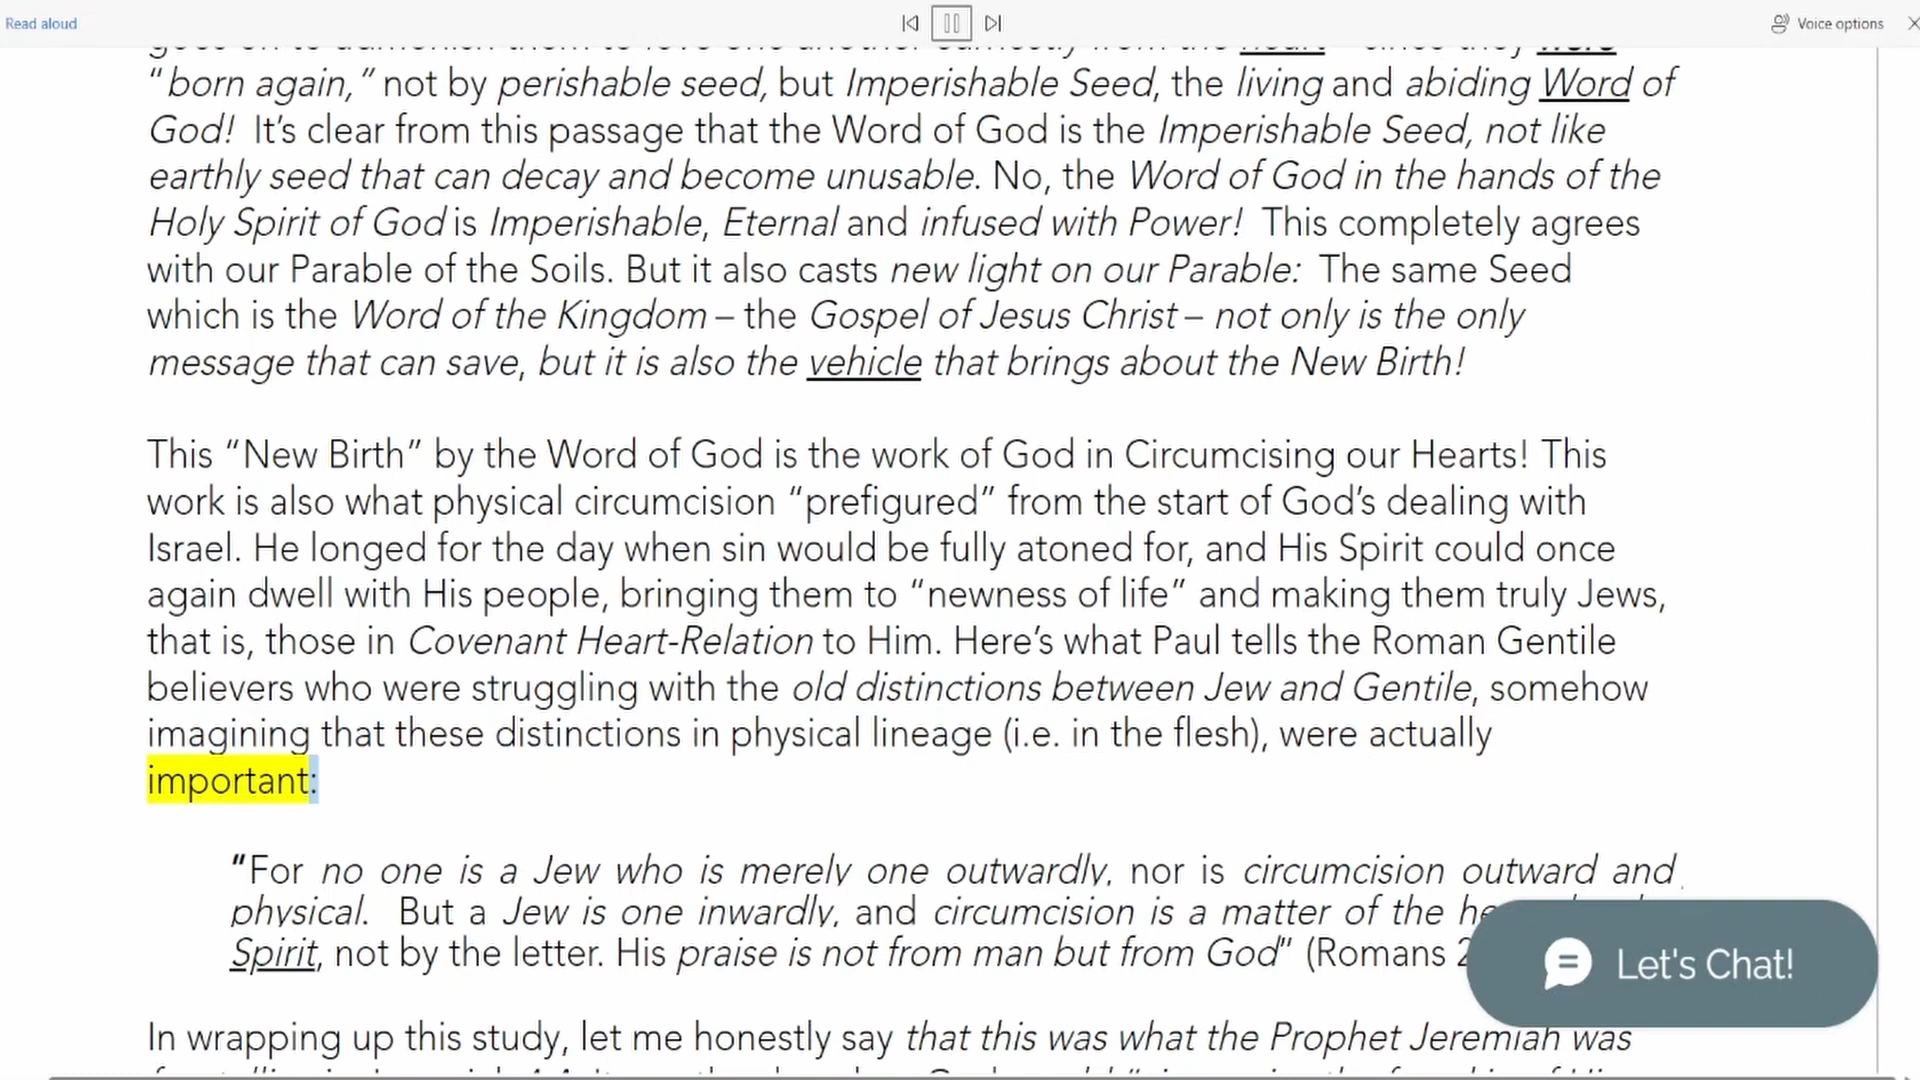 Read aloud
Voice options
"born again," not by perishable seed, but Imperishable Seed, the living and abiding Word of
God! It's clear from this passage that the Word of God is the Imperishable Seed, not like
earthly seed that can decay and become unusable. No, the Word of God in the hands of the
Holy Spirit of God is Imperishable, Eternal and infused with Power! This completely agrees
with our Parable of the Soils. But it also casts new light on our Parable: The same Seed
which is the Word of the Kingdom – the Gospel of Jesus Christ – not only is the only
message that can save, but it is also the vehicle that brings about the New Birth!
This “New Birth” by the Word of God is the work of God in Circumcising our Hearts! This
work is also what physical circumcision “prefigured” from the start of God’s dealing with
Israel. He longed for the day when sin would be fully atoned for, and His Spirit could once
again dwell with His people, bringing them to “newness of life” and making them truly Jews,
that is, those in Covenant Heart-Relation to Him. Here’s what Paul tells the Roman Gentile
believers who were struggling with the old distinctions between Jew and Gentile, somehow
imagining that these distinctions in physical lineage (i.e. in the flesh), were actually
important:
"For no one is a Jew who is merely one outwardly, nor is circumcision outward and
physical. But a Jew is one inwardly, and circumcision is a matter of the
Spirit, not by the letter. His praise is not from man but from God” (Romans
Let's Chat!
In wrapping up this study, let me honestly say that this was what the Prophet Jeremiah was